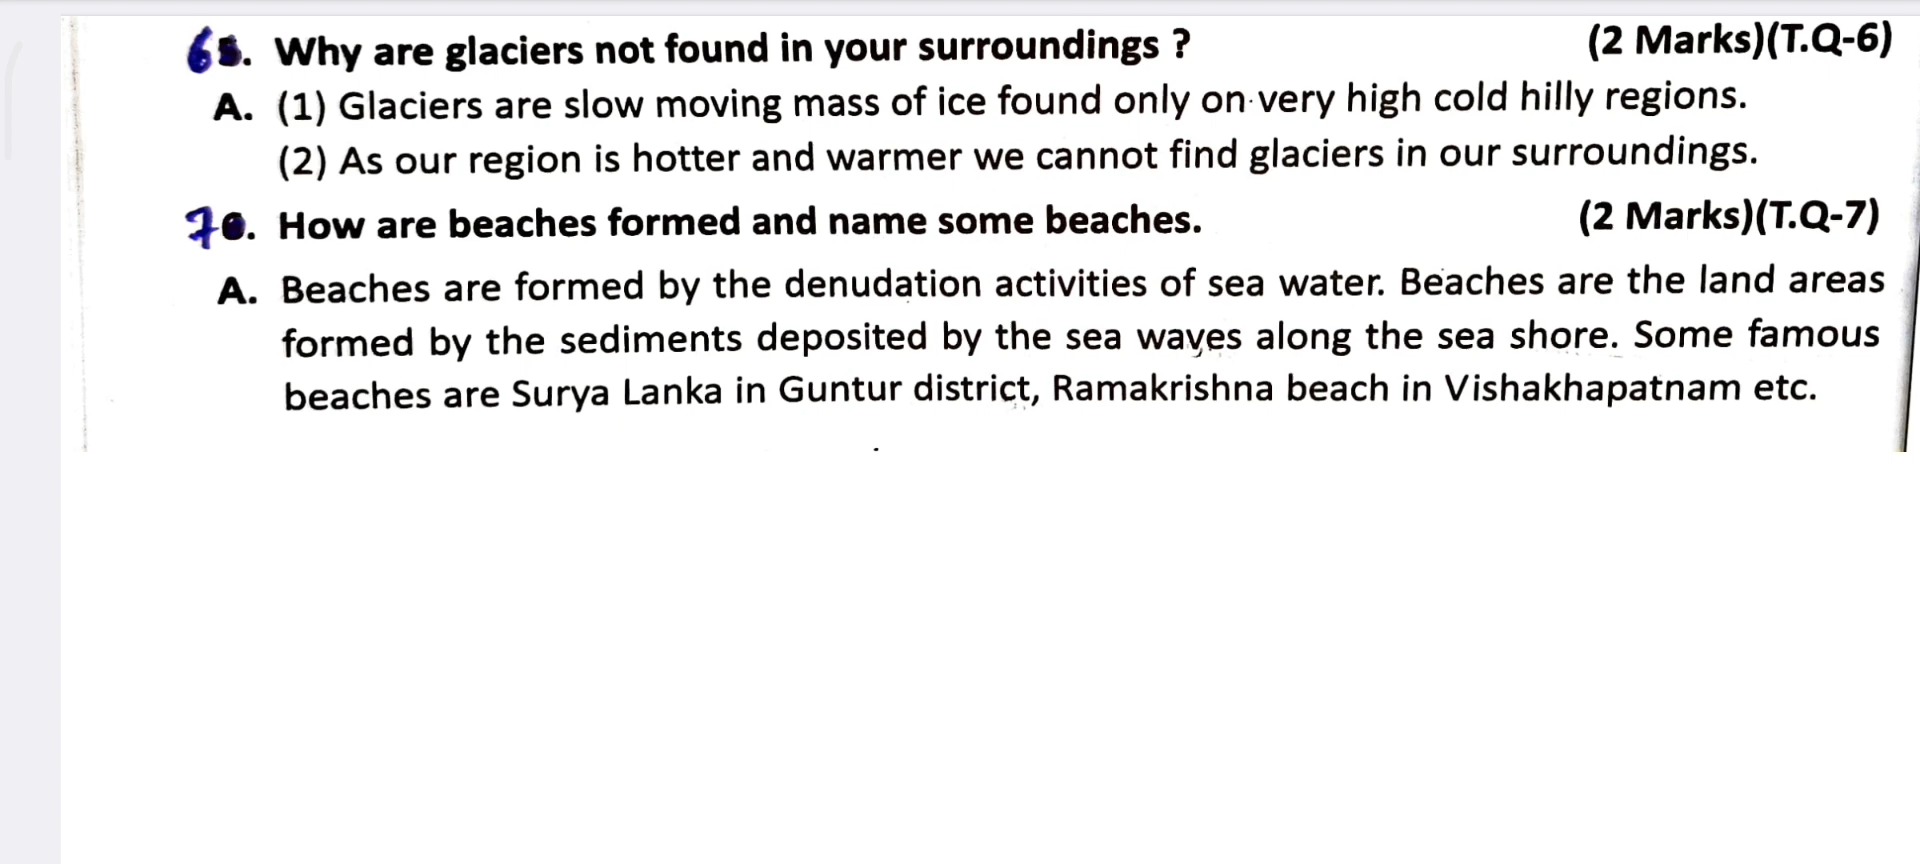 6. Why are glaciers not found in your surroundings ? (2 Marks)(T.Q-6)
A. (1) Glaciers are slow moving mass of ice found only on very high cold hilly regions.
(2) As our region is hotter and warmer we cannot find glaciers in our surroundings.
7. How are beaches formed and name some beaches. (2 Marks)(T.Q-7)
A. Beaches are formed by the denudation activities of sea water. Beaches are the land areas
formed by the sediments deposited by the sea waves along the sea shore. Some famous
beaches are Surya Lanka in Guntur district, Ramakrishna beach in Vishakhapatnam etc.